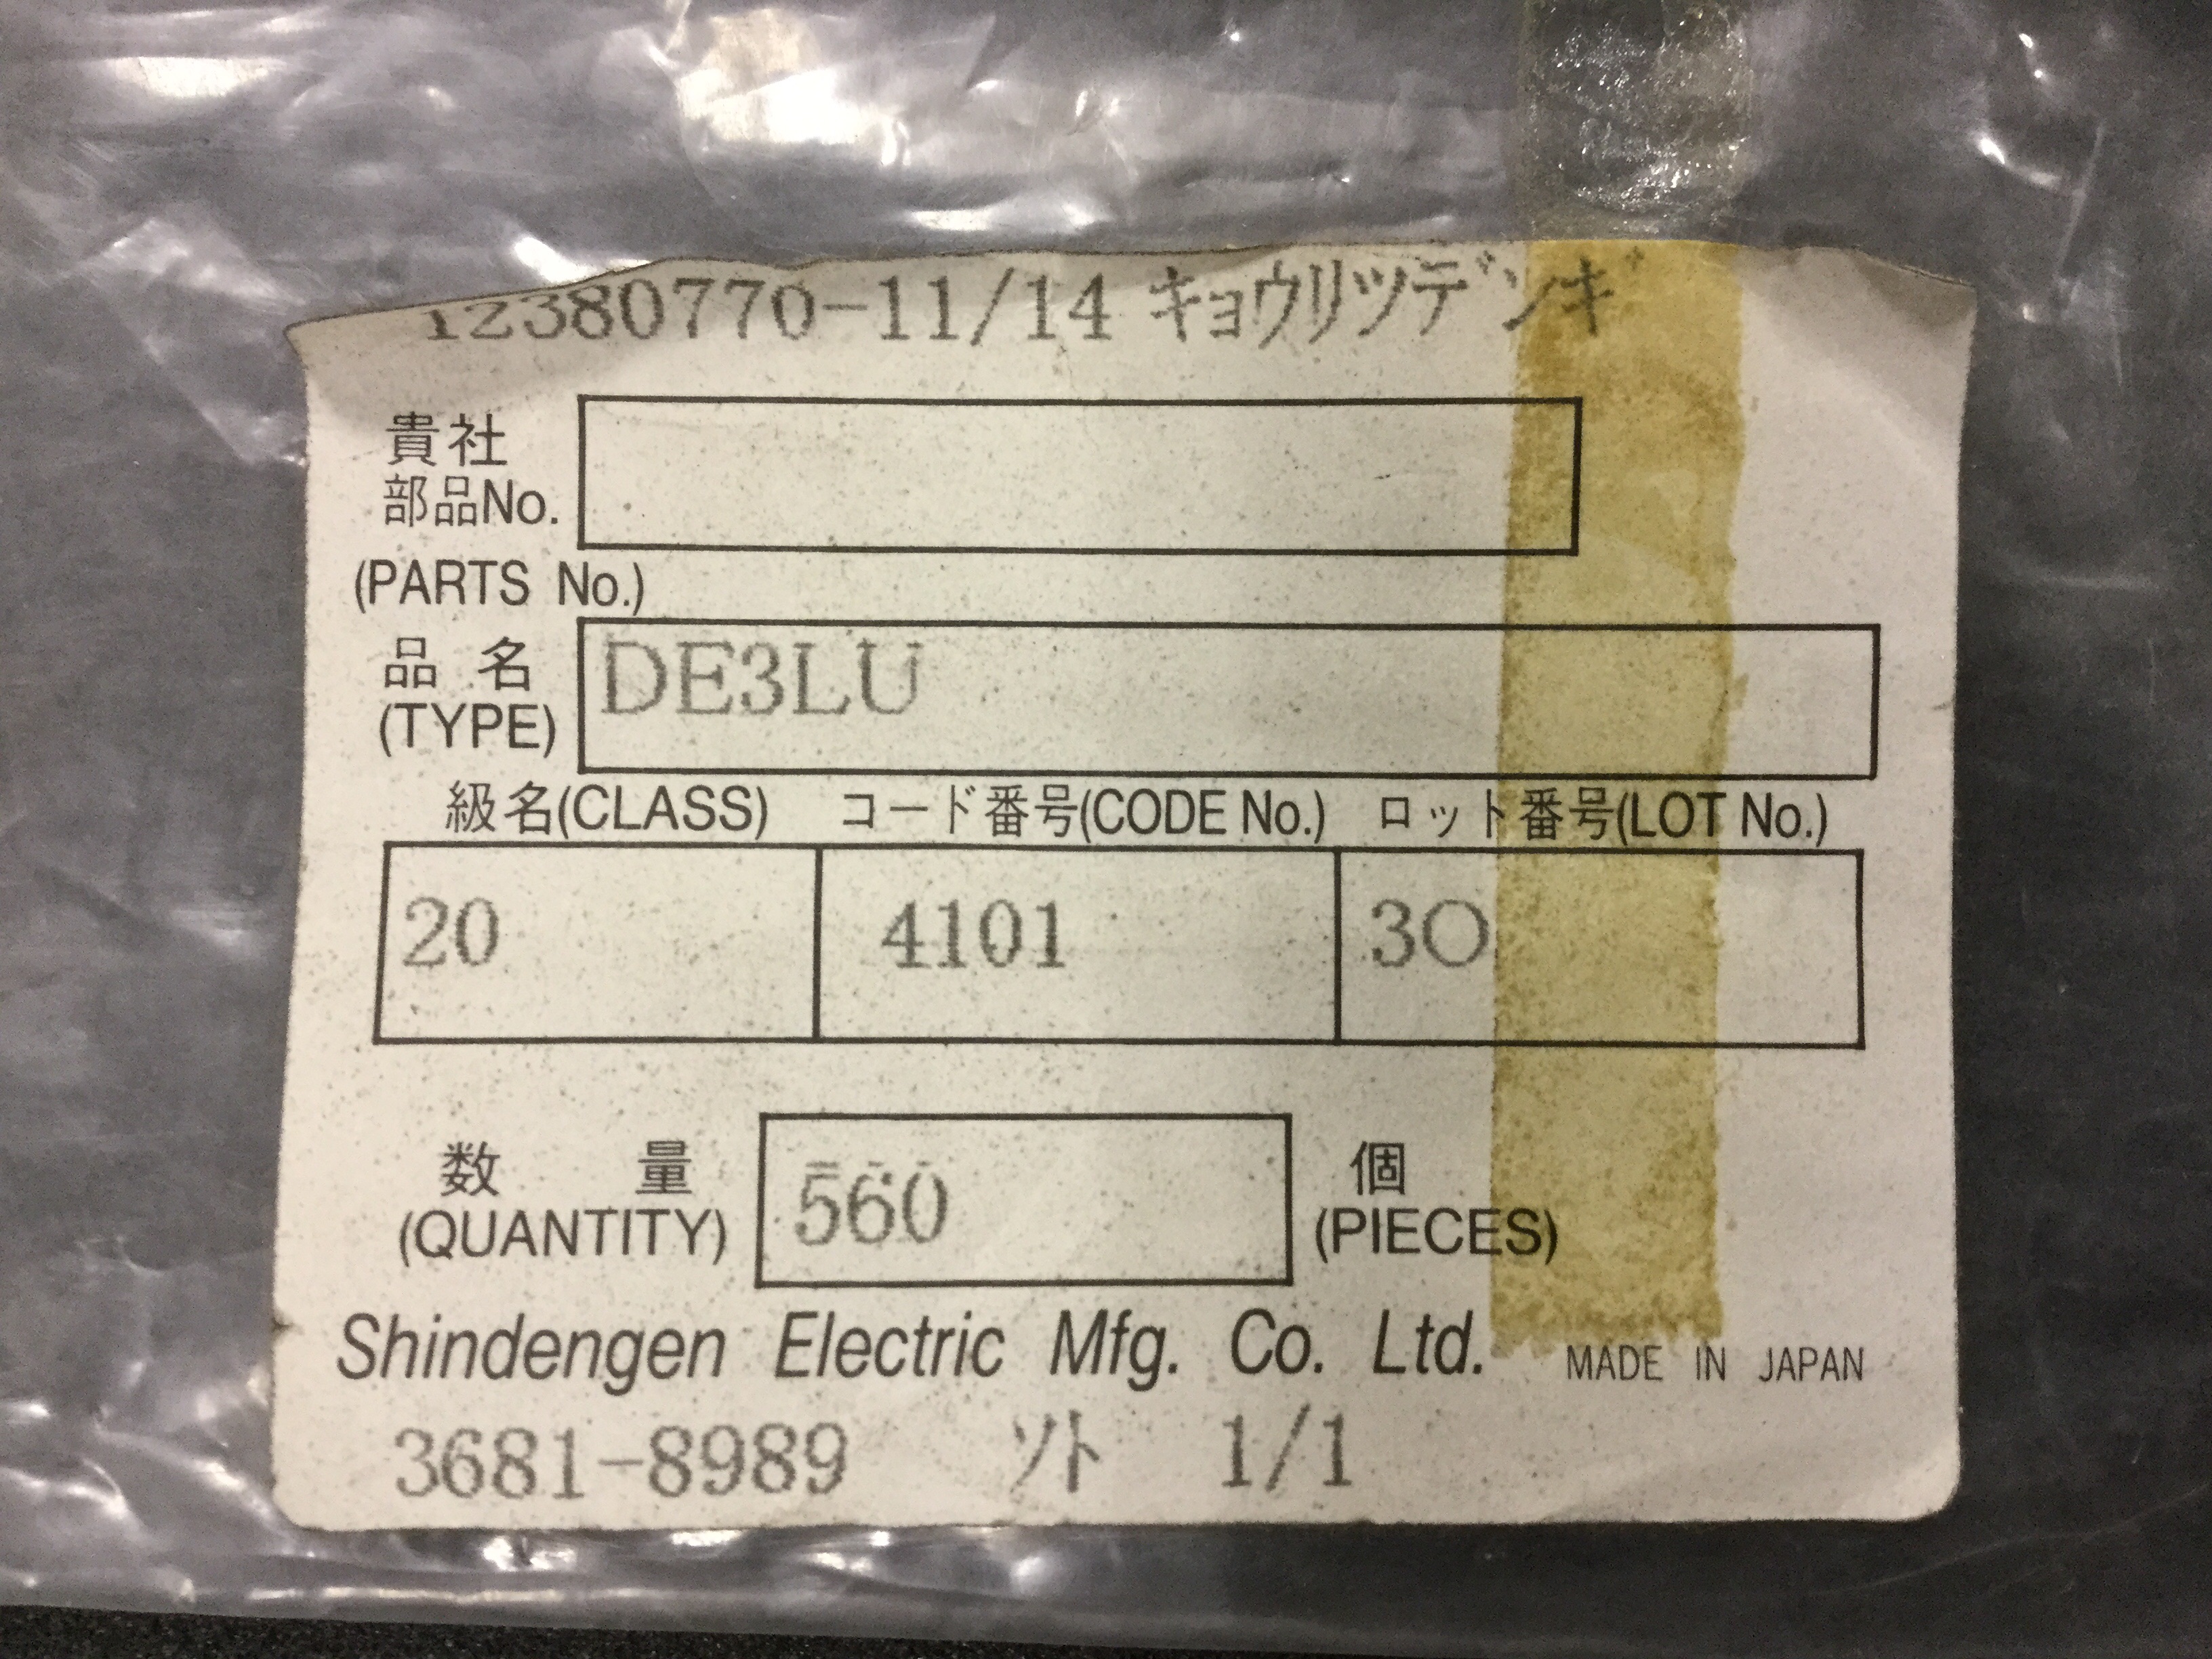 12380770-11/14 ｷｮｳﾘﾂﾃﾞﾝｷﾞ
貴社
部品No.
(PARTS No.)
品名
(TYPE)
DE3LU
級名(CLASS) コード番号(CODE No.) ロット番号(LOT No.)
20 4101 3O
数量
(QUANTITY)
560
個
(PIECES)
Shindengen Electric Mfg. Co. Ltd. MADE IN JAPAN
3681-8989 ｿﾄ 1/1